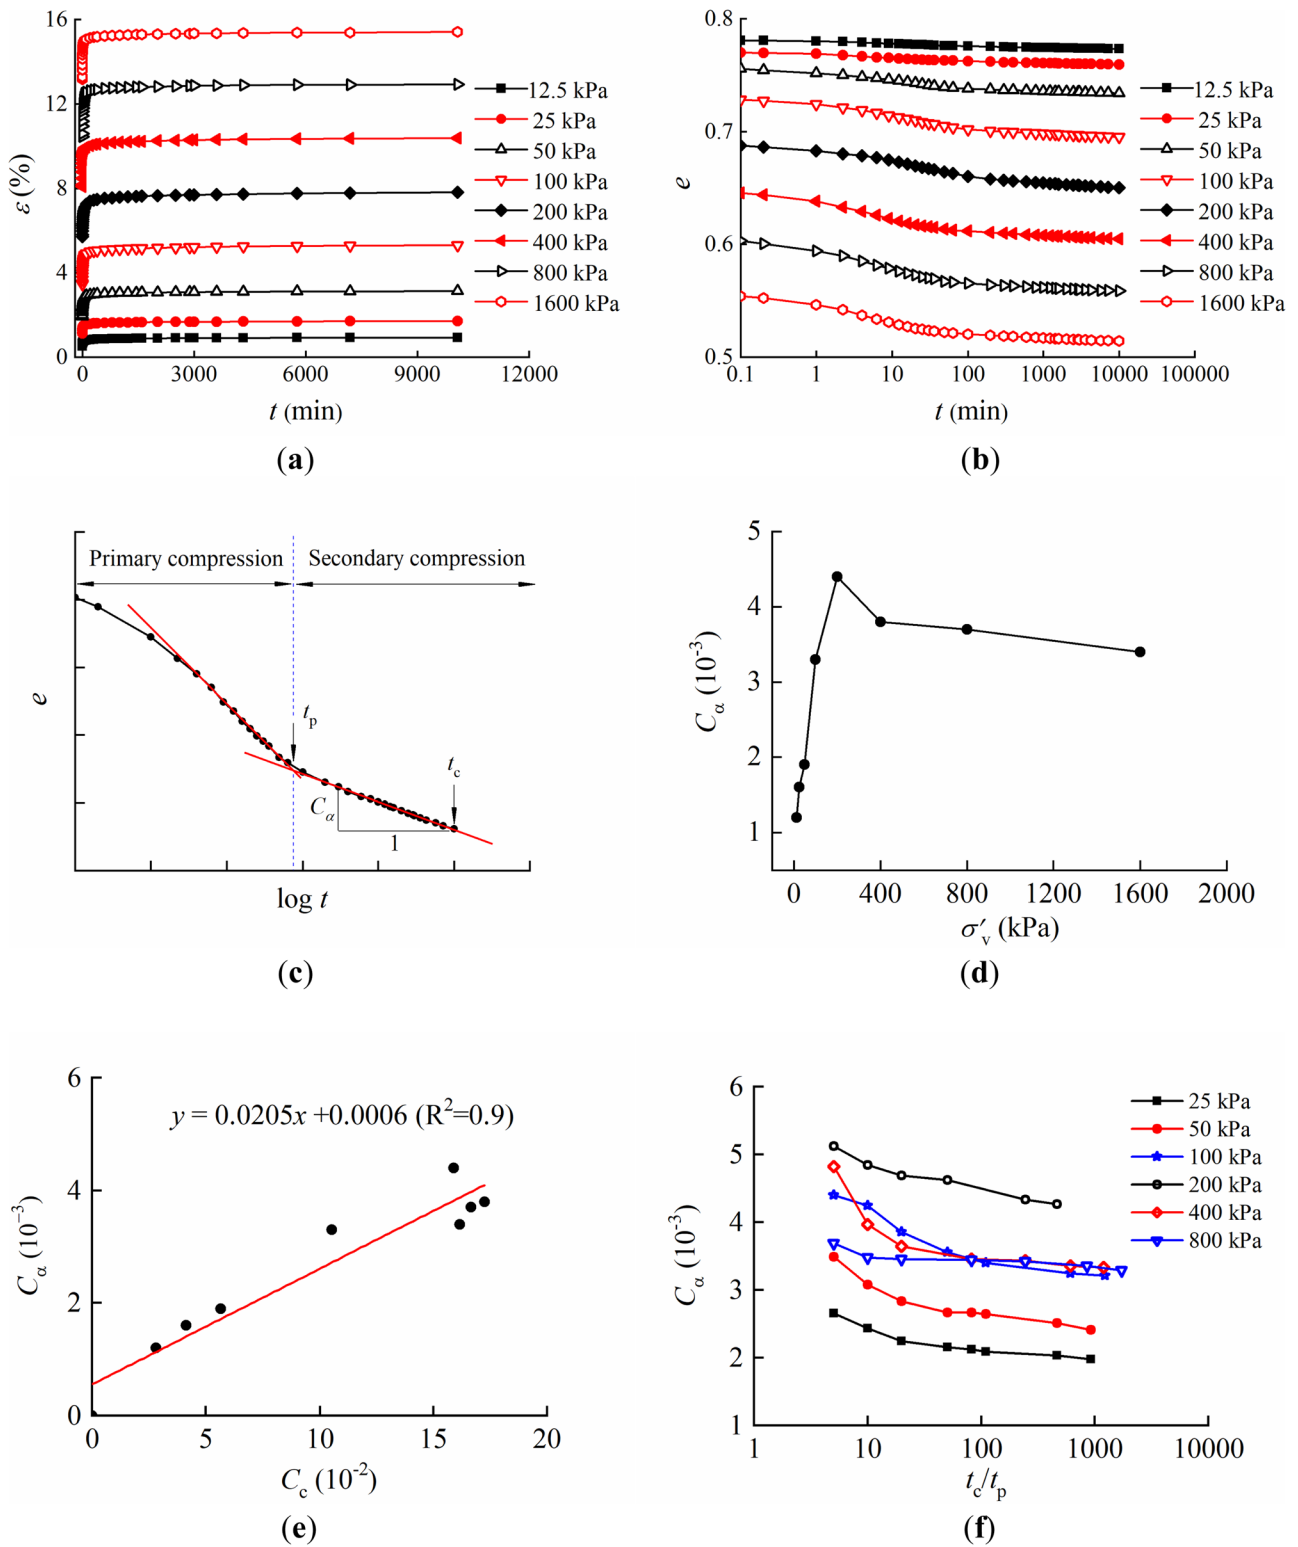 16
12
8
4
0
ε (%)
0 3000 6000 9000 12000
t (min)
12.5 kPa
25 kPa
50 kPa
100 kPa
200 kPa
400 kPa
800 kPa
1600 kPa
(a)
0.8
0.7
0.6
0.5
e
0.1 1 10 100 1000 10000 100000
t (min)
12.5 kPa
25 kPa
50 kPa
100 kPa
200 kPa
400 kPa
800 kPa
1600 kPa
(b)
Primary compression Secondary compression
e
tp
tc
Cα
1
log t
(c)
5
4
3
2
1
Cα (10-3)
0 400 800 1200 1600 2000
σ′v (kPa)
(d)
6
4
2
0
Cα (10−3)
y = 0.0205x +0.0006 (R2=0.9)
0 5 10 15 20
Cc (10-2)
(e)
6
5
4
3
2
1
Cα (10-3)
25 kPa
50 kPa
100 kPa
200 kPa
400 kPa
800 kPa
1 10 100 1000 10000
tc/tp
(f)